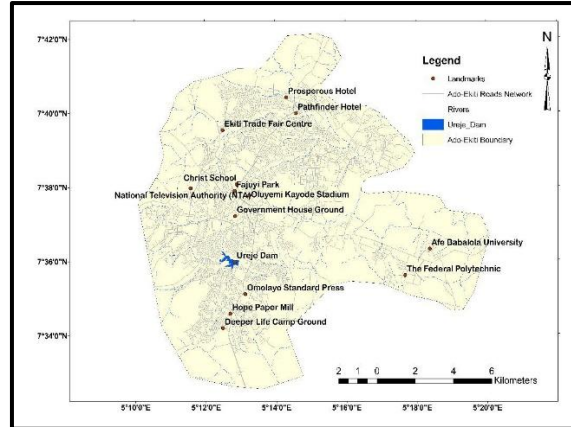 7°42'0"N
N
Legend
Landmarks
Ado-Ekiti Roads Network
Rivers
Ureje_Dam
Ado-Ekiti Boundary
Prosporous Hotel
7°40'0"N
Pathfinder Hotel
Ekiti Trade Fair Centre
Christ School
Fajuyi Park
7°38'0"N
National Television Authority (NTA)
Oluyemi Kayode Stadium
Government House Ground
Afe Babalola University
7°36'0"N
Ureje Dam
The Federal Polytechnic
Omolayo Standard Press
Hope Paper Mill
7°34'0"N
Deeper Life Camp Ground
2 1 0 2 4 6
Kilometers
5°10'0"E 5°12'0"E 5°14'0"E 5°16'0"E 5°18'0"E 5°20'0"E